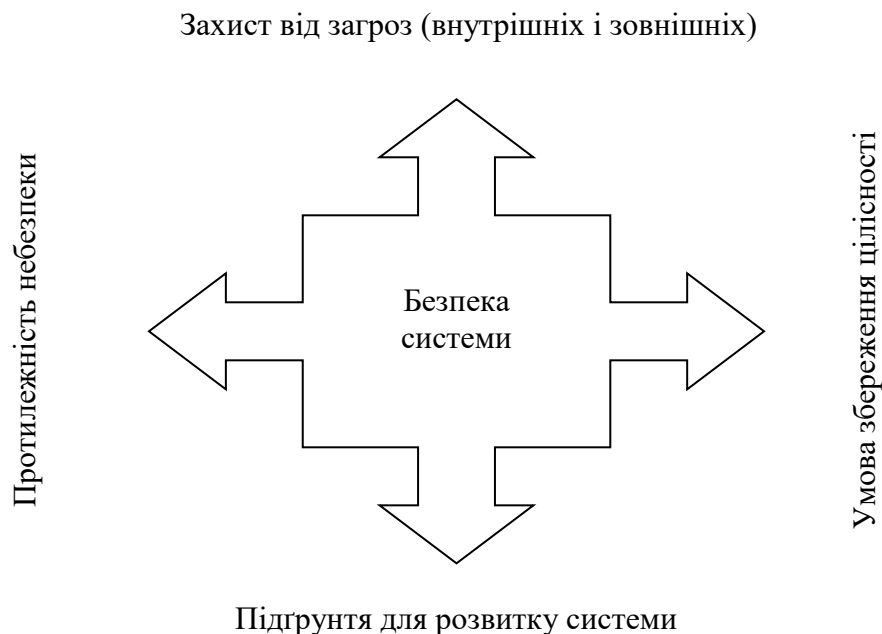 Захист від загроз (внутрішніх і зовнішніх)
Протилежність небезпеки
Безпека
системи
Умова збереження цілісності
Підґрунтя для розвитку системи